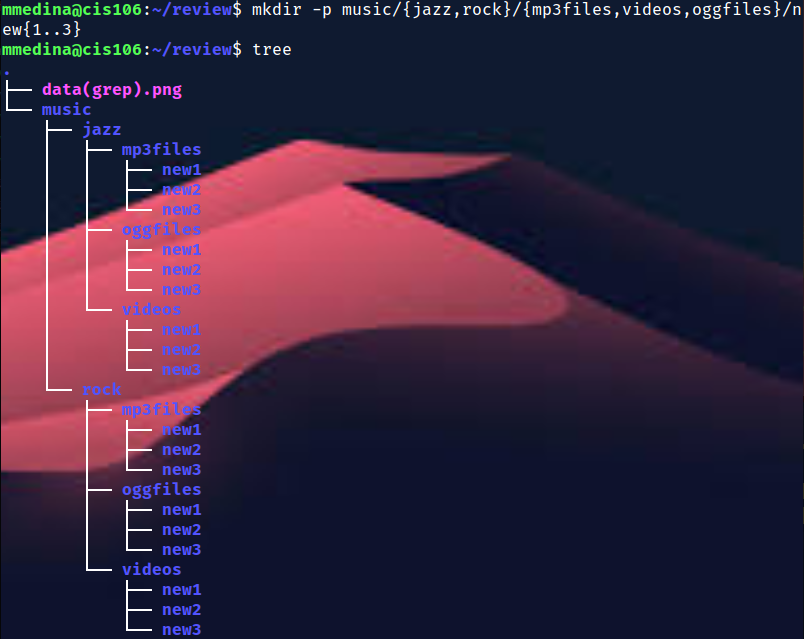 mmedina@cis106:~/review$ mkdir -p music/{jazz,rock}/{mp3files,videos,oggfiles}/n
ew{1..3}
mmedina@cis106:~/review$ tree
.
├── data(grep).png
└── music
    ├── jazz
    │   ├── mp3files
    │   │   ├── new1
    │   │   ├── new2
    │   │   └── new3
    │   ├── oggfiles
    │   │   ├── new1
    │   │   ├── new2
    │   │   └── new3
    │   └── videos
    │       ├── new1
    │       ├── new2
    │       └── new3
    └── rock
        ├── mp3files
        │   ├── new1
        │   ├── new2
        │   └── new3
        ├── oggfiles
        │   ├── new1
        │   ├── new2
        │   └── new3
        └── videos
            ├── new1
            ├── new2
            └── new3